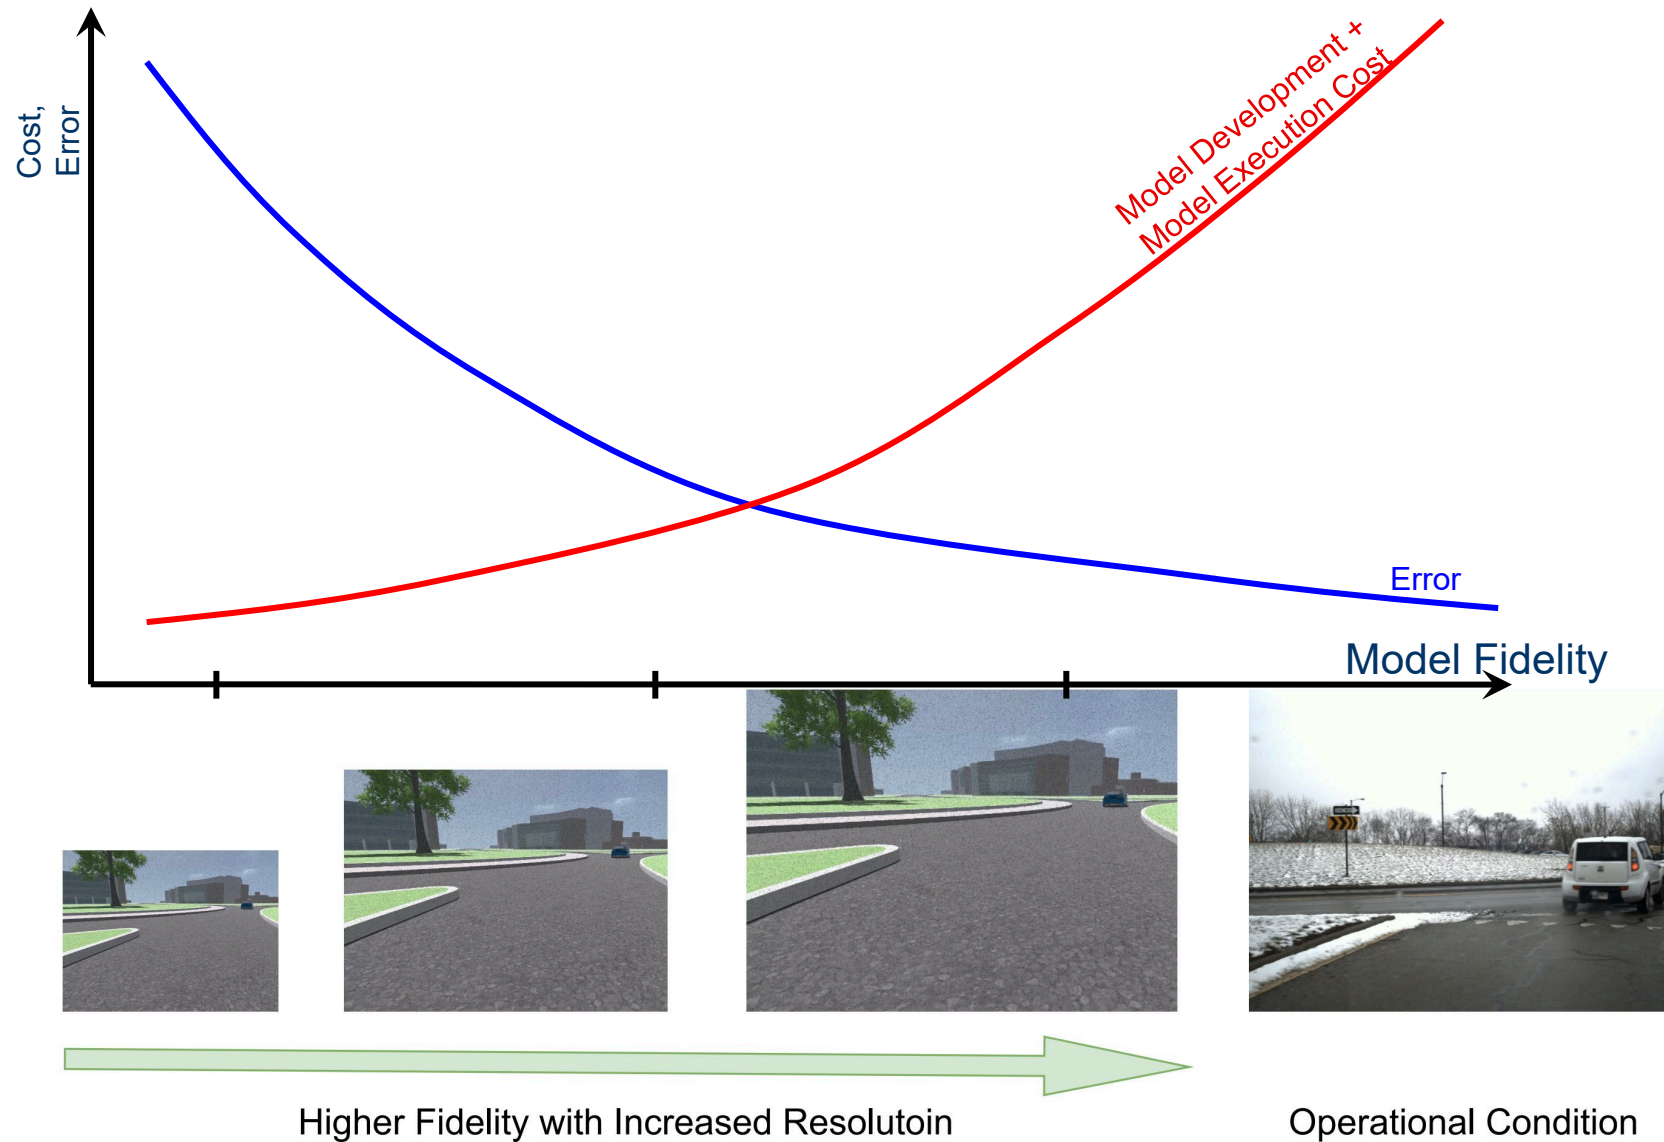 Cost,
Error
Model Development +
Model Execution Cost
Error
Model Fidelity
Higher Fidelity with Increased Resolutoin
Operational Condition